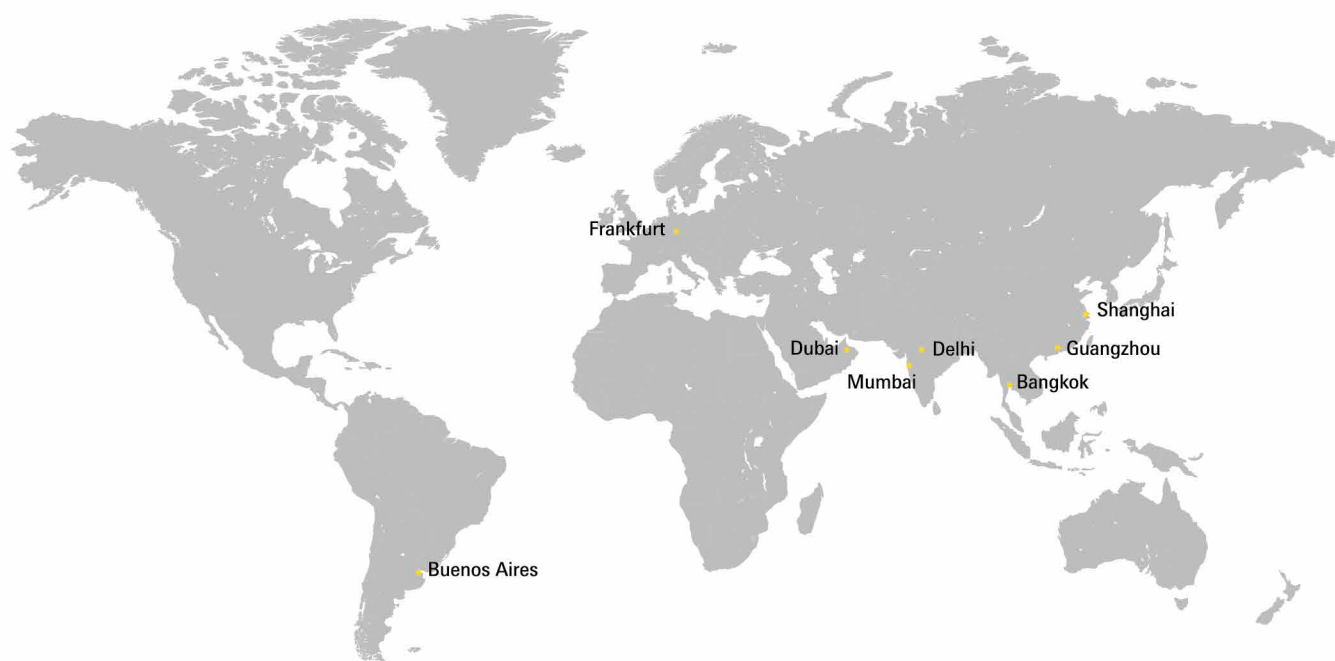 Frankfurt
Shanghai
Dubai
Delhi
Guangzhou
Mumbai
Bangkok
Buenos Aires